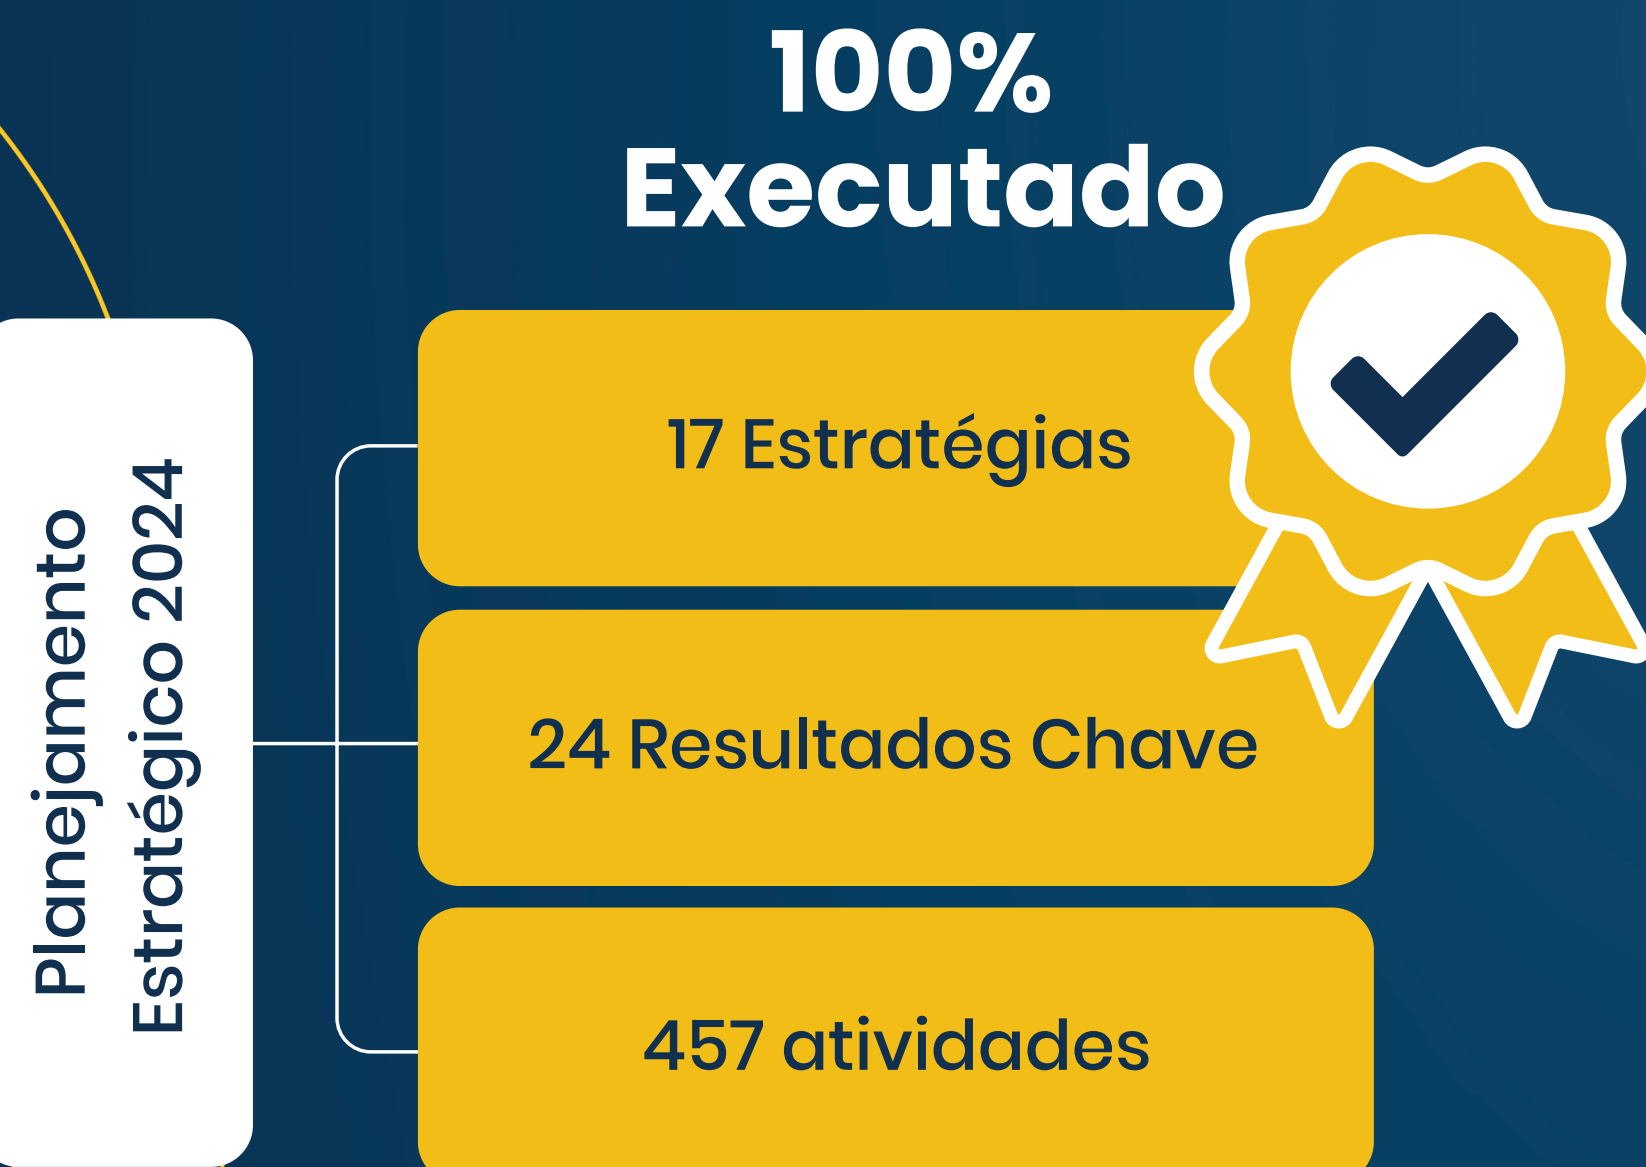 100%
Executado
Planejamento
Estratégico 2024
17 Estratégias
24 Resultados Chave
457 atividades